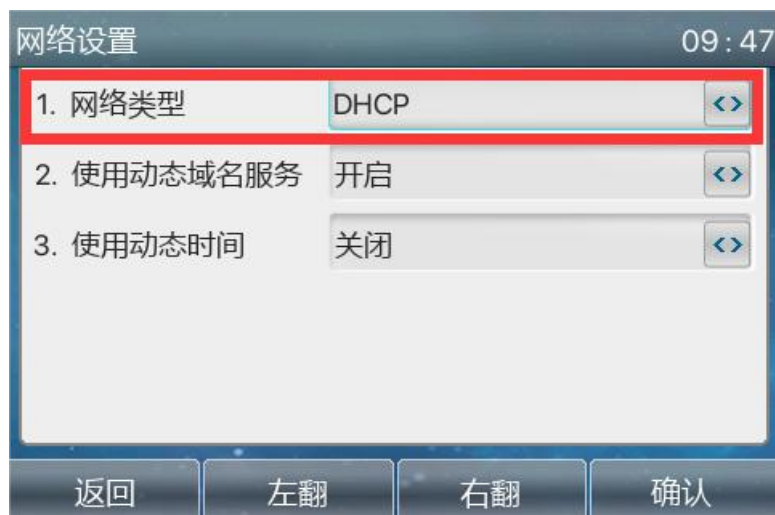 网络设置 09:47
1. 网络类型 DHCP
2. 使用动态域名服务 开启
3. 使用动态时间 关闭
返回 左翻 右翻 确认